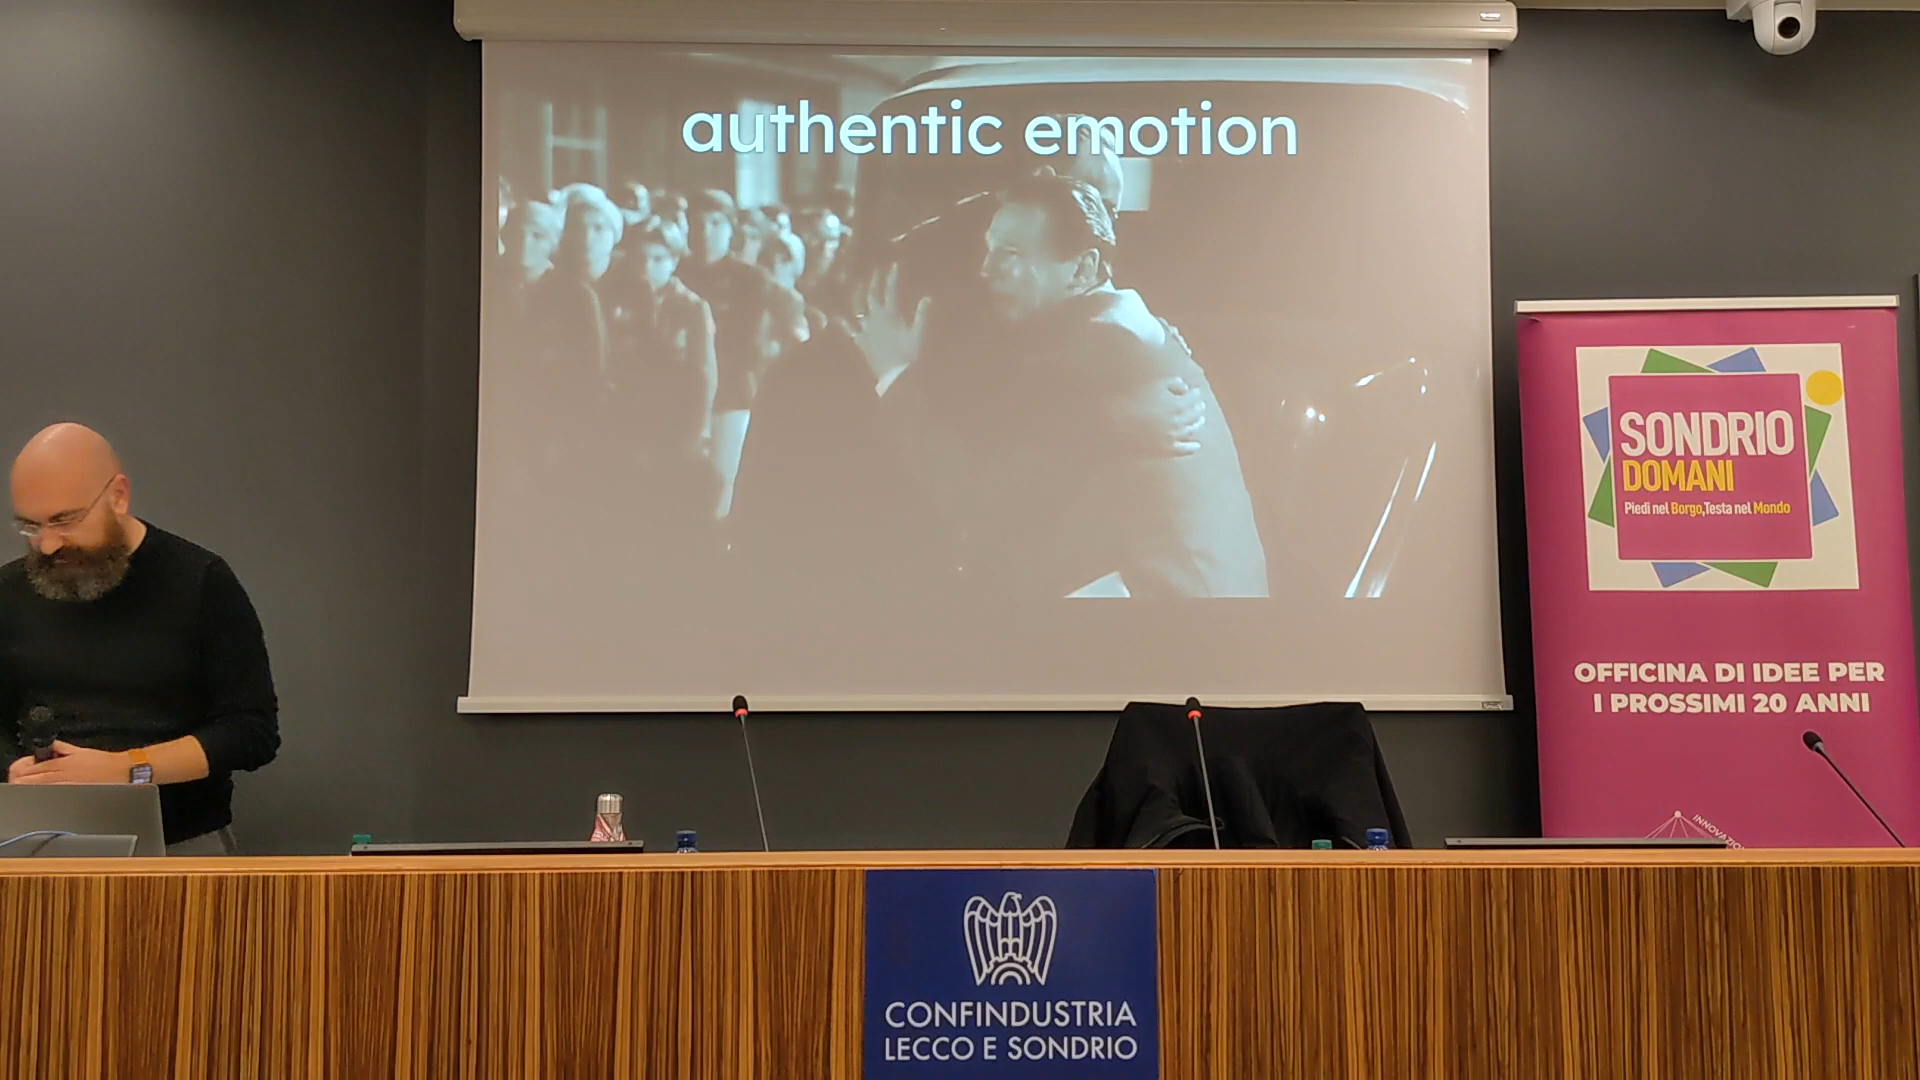 authentic emotion
SONDRIO
DOMANI
Piedi nel Borgo, Testa nel Mondo
OFFICINA DI IDEE PER
I PROSSIMI 20 ANNI
CONFINDUSTRIA
LECCO E SONDRIO